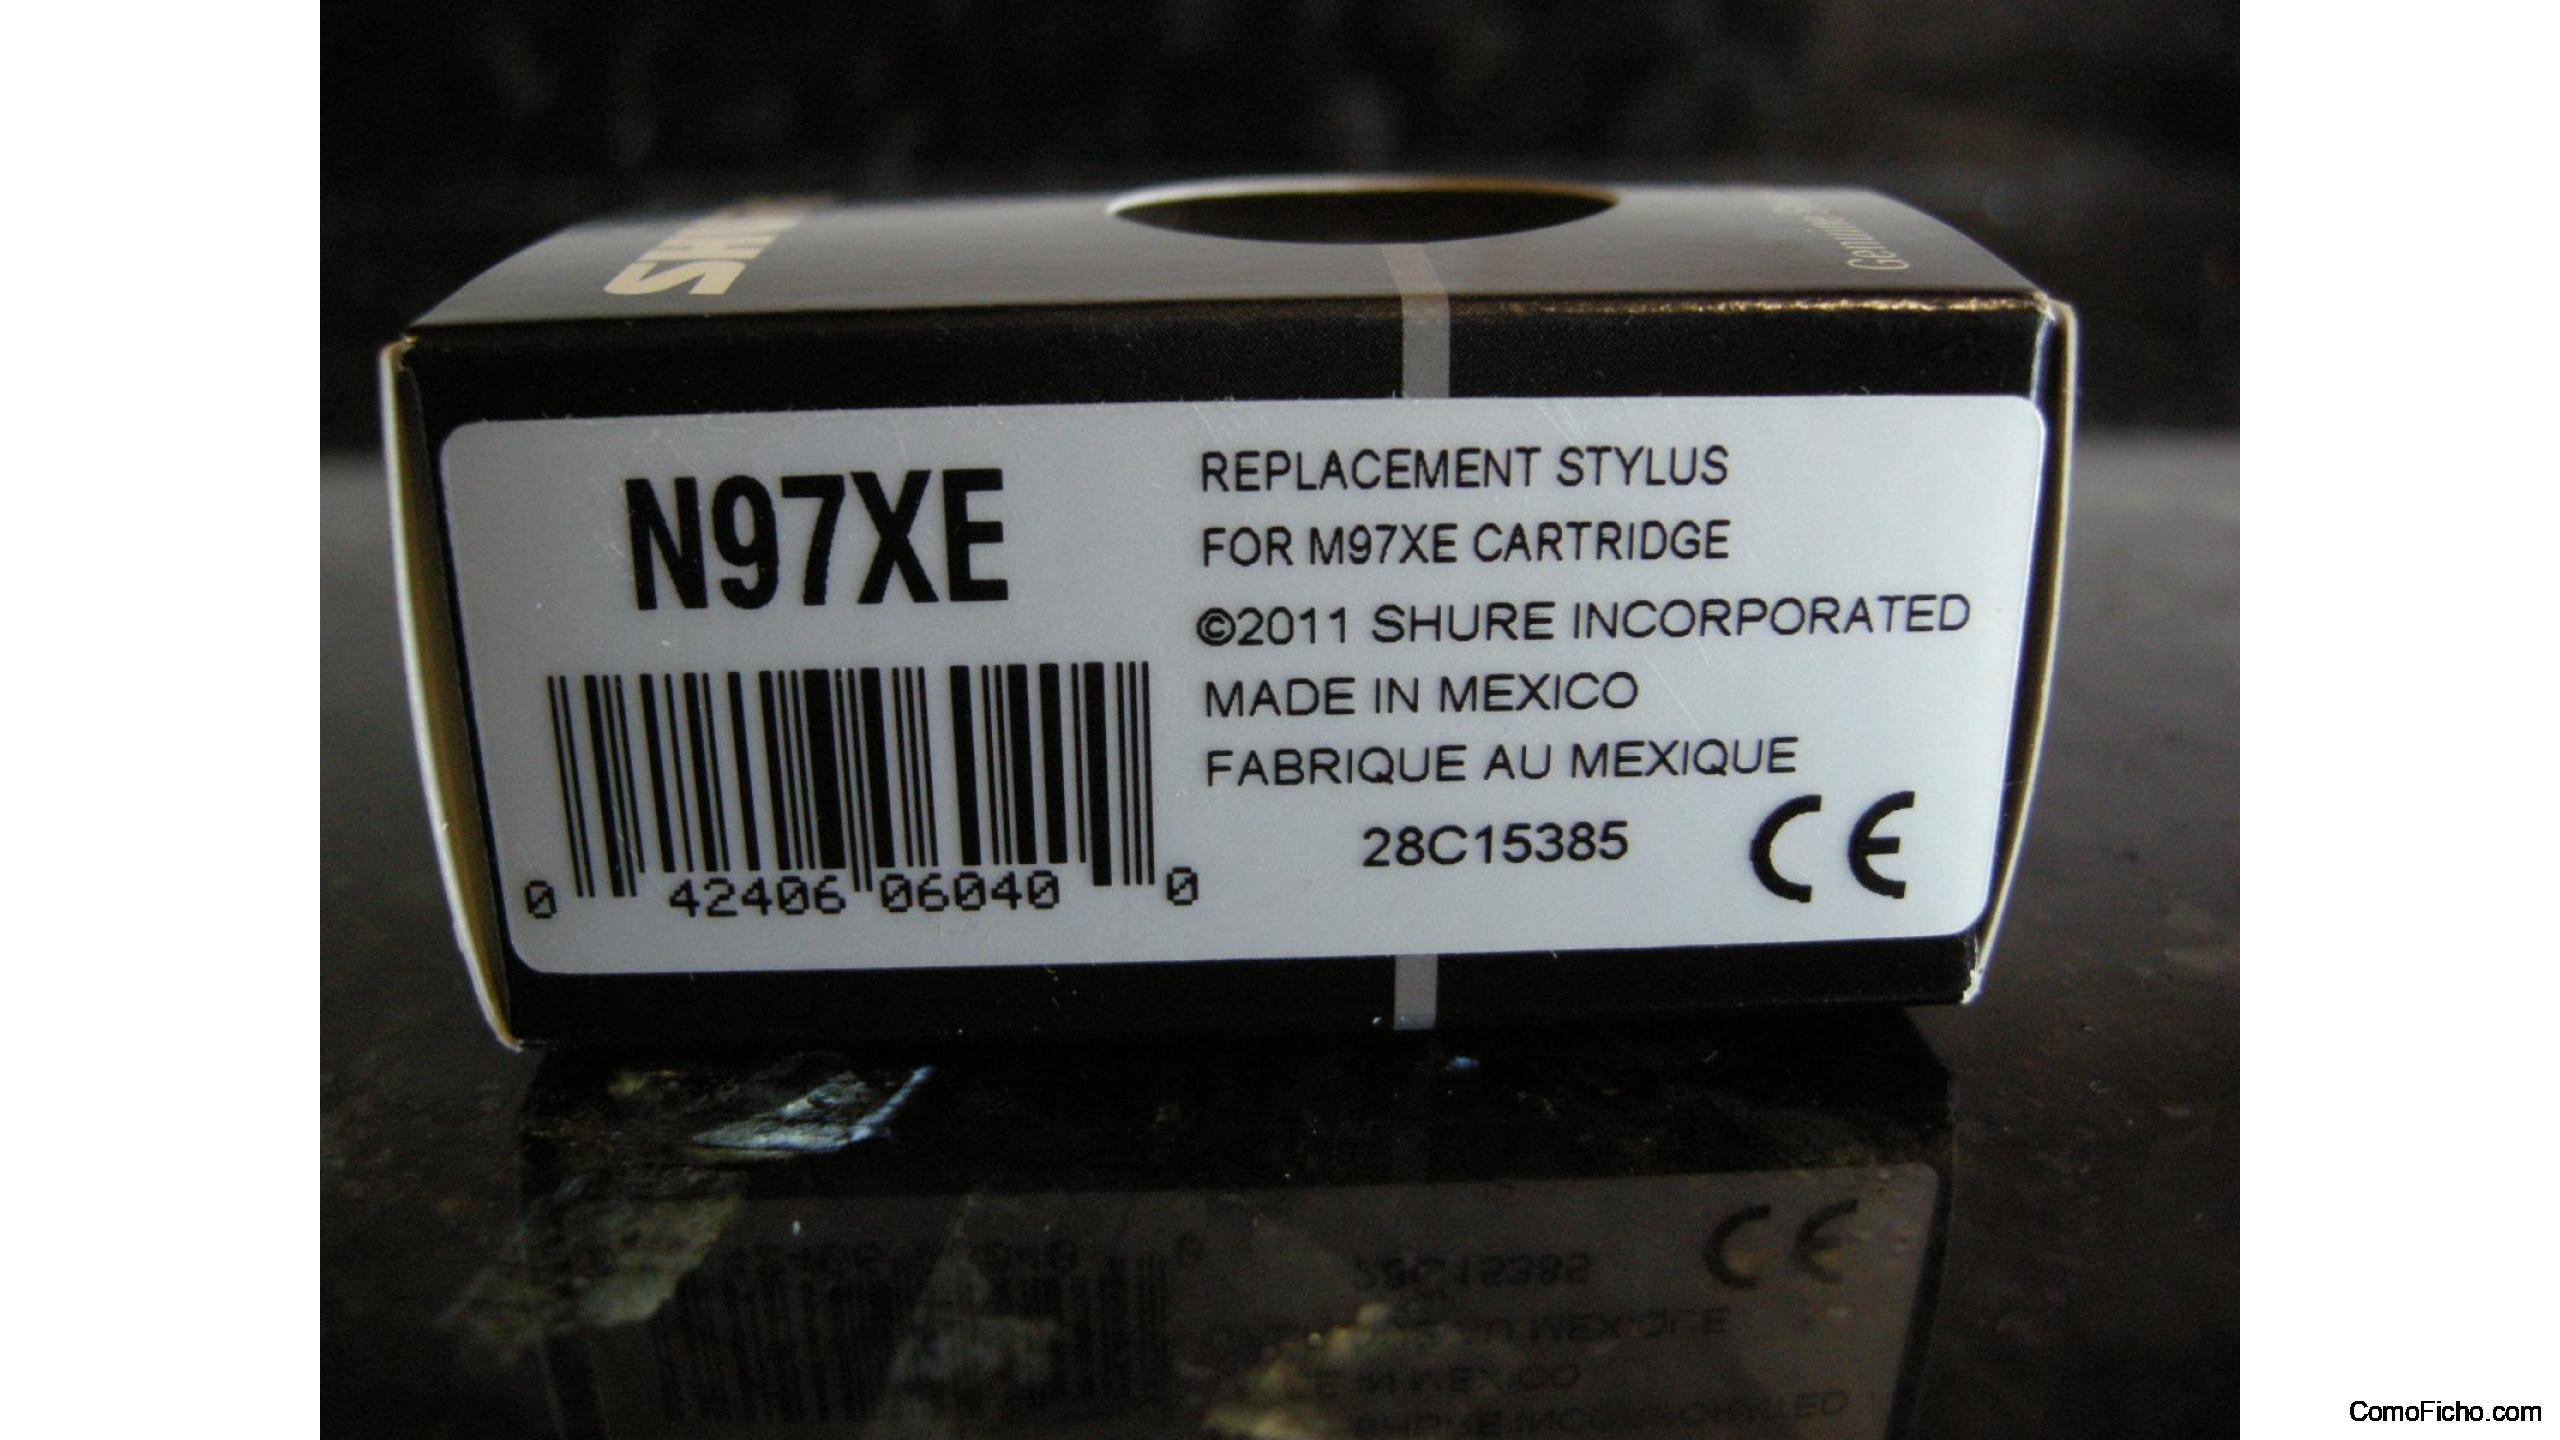 Genuine
N97XE
REPLACEMENT STYLUS
FOR M97XE CARTRIDGE
©2011 SHURE INCORPORATED
MADE IN MEXICO
FABRIQUE AU MEXIQUE
28C15385
CE
0 42406 06040 0
ComoFicho.com